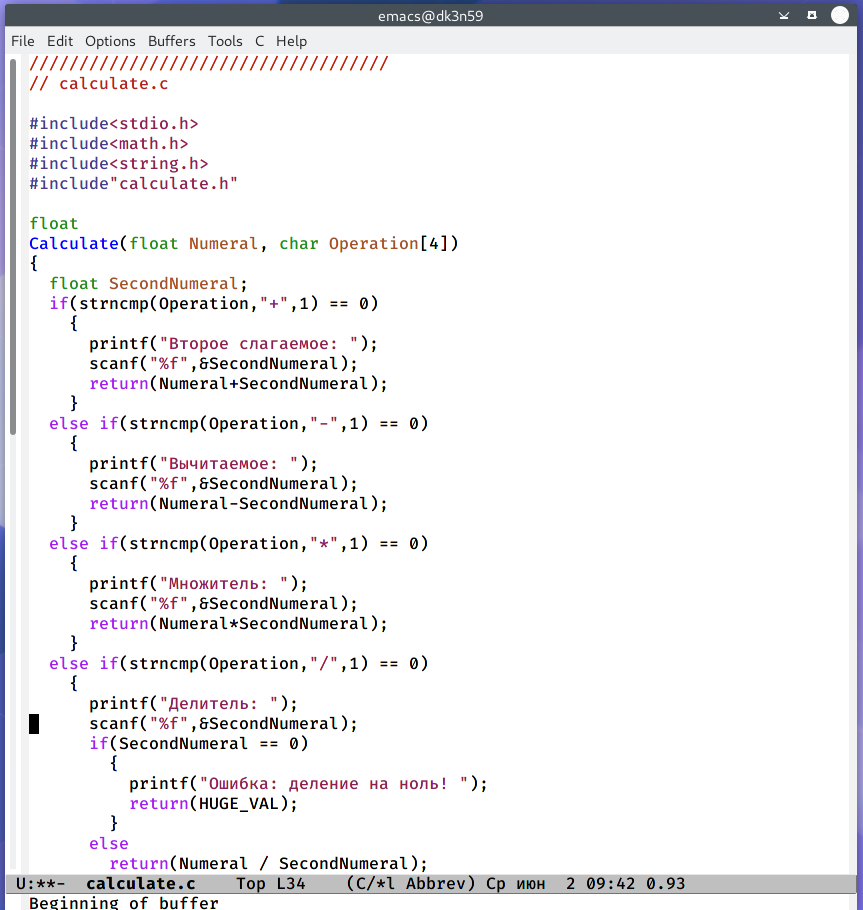 emacs@dk3n59
File Edit Options Buffers Tools C Help
////////////////////////////////////
// calculate.c
#include<stdio.h>
#include<math.h>
#include<string.h>
#include"calculate.h"
float
Calculate(float Numeral, char Operation[4])
{
  float SecondNumeral;
  if(strncmp(Operation,"+",1) == 0)
    {
      printf("Второе слагаемое: ");
      scanf("%f",&SecondNumeral);
      return(Numeral+SecondNumeral);
    }
  else if(strncmp(Operation,"-",1) == 0)
    {
      printf("Вычитаемое: ");
      scanf("%f",&SecondNumeral);
      return(Numeral-SecondNumeral);
    }
  else if(strncmp(Operation,"*",1) == 0)
    {
      printf("Множитель: ");
      scanf("%f",&SecondNumeral);
      return(Numeral*SecondNumeral);
    }
  else if(strncmp(Operation,"/",1) == 0)
    {
      printf("Делитель: ");
      scanf("%f",&SecondNumeral);
      if(SecondNumeral == 0)
        {
          printf("Ошибка: деление на ноль! ");
          return(HUGE_VAL);
        }
      else
        return(Numeral / SecondNumeral);
U:**-  calculate.c    Top L34    (C/*l Abbrev) Ср июн  2 09:42 0.93
Beginning of buffer